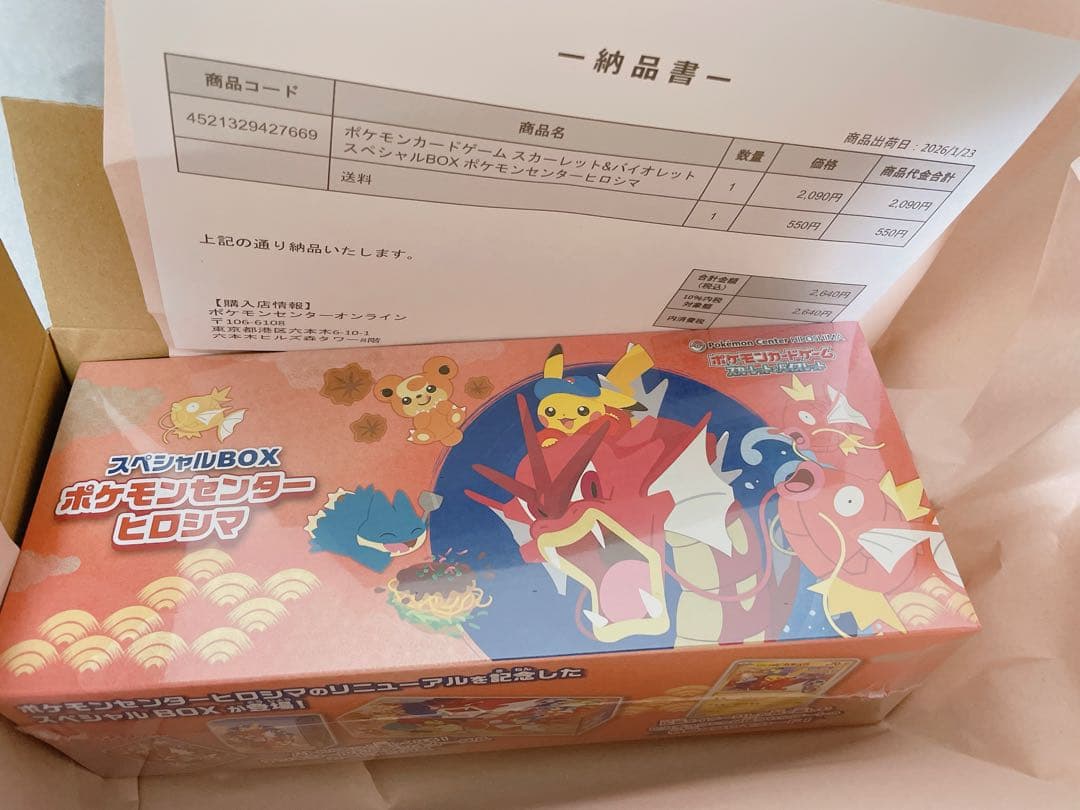 ー納品書ー
商品出荷日：2026/1/23
商品コード 商品名 数量 価格 商品代金合計
4521329427669 ポケモンカードゲーム スカーレット&バイオレット
スペシャルBOX ポケモンセンターヒロシマ 1 2,090円 2,090円
送料 1 550円 550円
上記の通り納品いたします。
合計金額
(税込) 2,640円
10%内税
対象額 2,640円
内消費税
【購入店情報】
ポケモンセンターオンライン
〒106-6108
東京都港区六本木6-10-1
六本木ヒルズ森タワー8階
Pokémon Center HIROSHIMA
ポケモンカードゲーム
スカーレット&バイオレット
スペシャルBOX
ポケモンセンター
ヒロシマ
ポケモンセンターヒロシマのリニューアルを記念した
スペシャルBOXが登場!